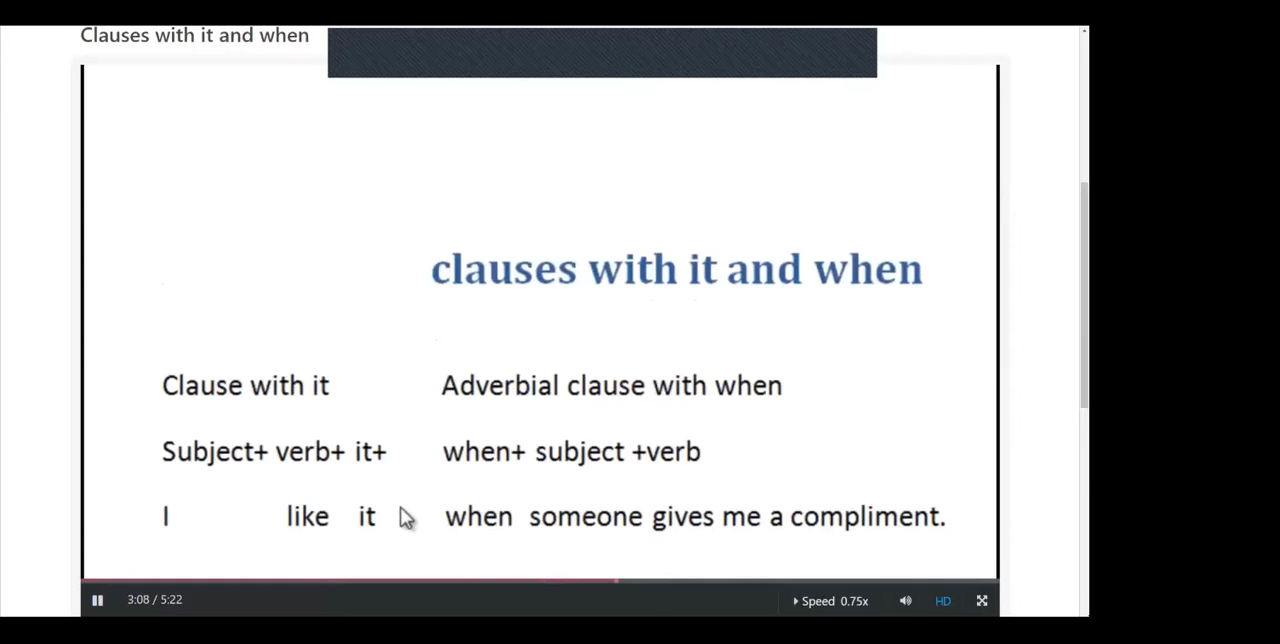 Clauses with it and when
clauses with it and when
Clause with it Adverbial clause with when
Subject+ verb+ it+ when+ subject +verb
I like it when someone gives me a compliment.
3:08 / 5:22 Speed 0.75x HD